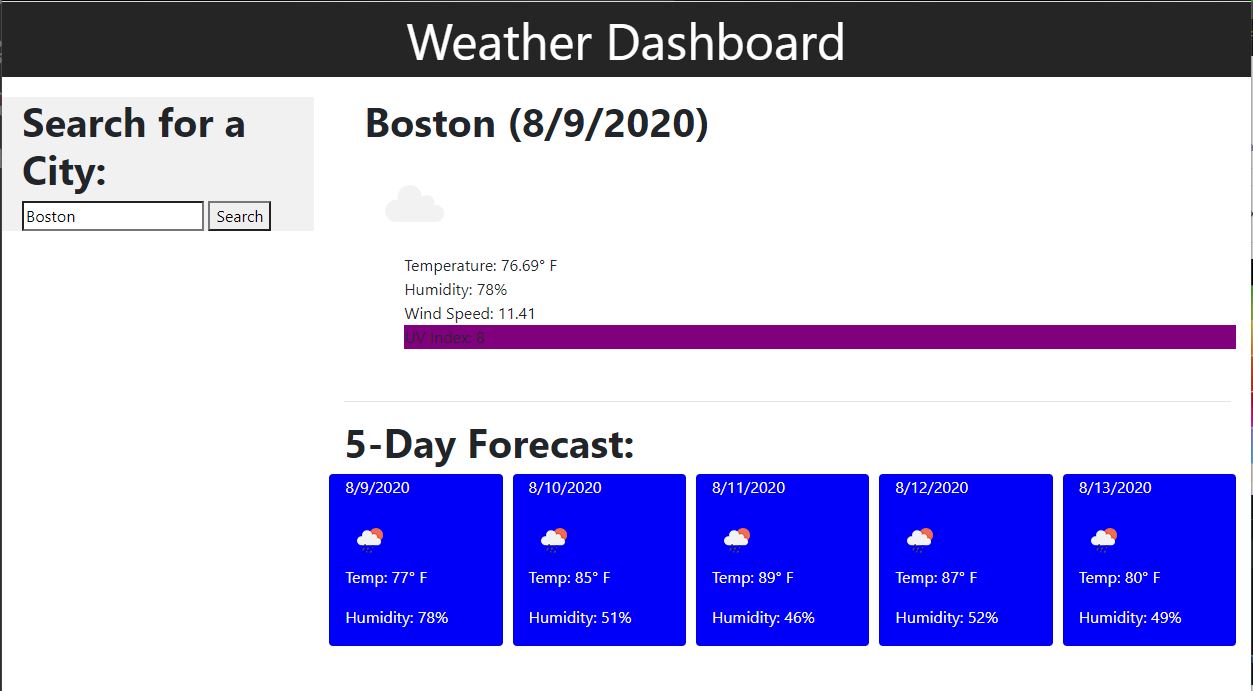 Weather Dashboard
Search for a
City:
Boston Search
Boston (8/9/2020)
Temperature: 76.69° F
Humidity: 78%
Wind Speed: 11.41
UV Index: 8
5-Day Forecast:
8/9/2020
Temp: 77° F
Humidity: 78%
8/10/2020
Temp: 85° F
Humidity: 51%
8/11/2020
Temp: 89° F
Humidity: 46%
8/12/2020
Temp: 87° F
Humidity: 52%
8/13/2020
Temp: 80° F
Humidity: 49%